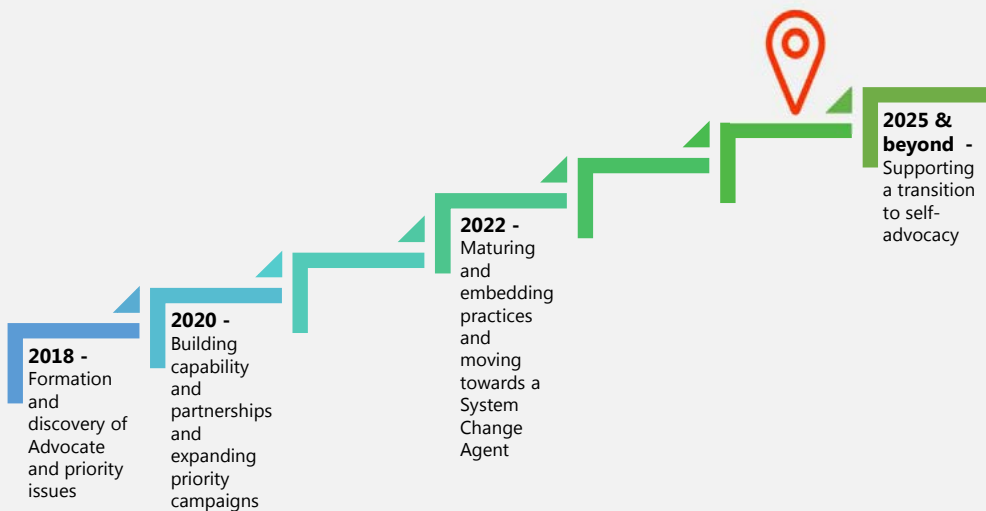 2018 -
Formation
and
discovery of
Advocate
and priority
issues
2020 -
Building
capability
and
partnerships
and
expanding
priority
campaigns
2022 -
Maturing
and
embedding
practices
and
moving
towards a
System
Change
Agent
2025 &
beyond -
Supporting
a transition
to self-
advocacy